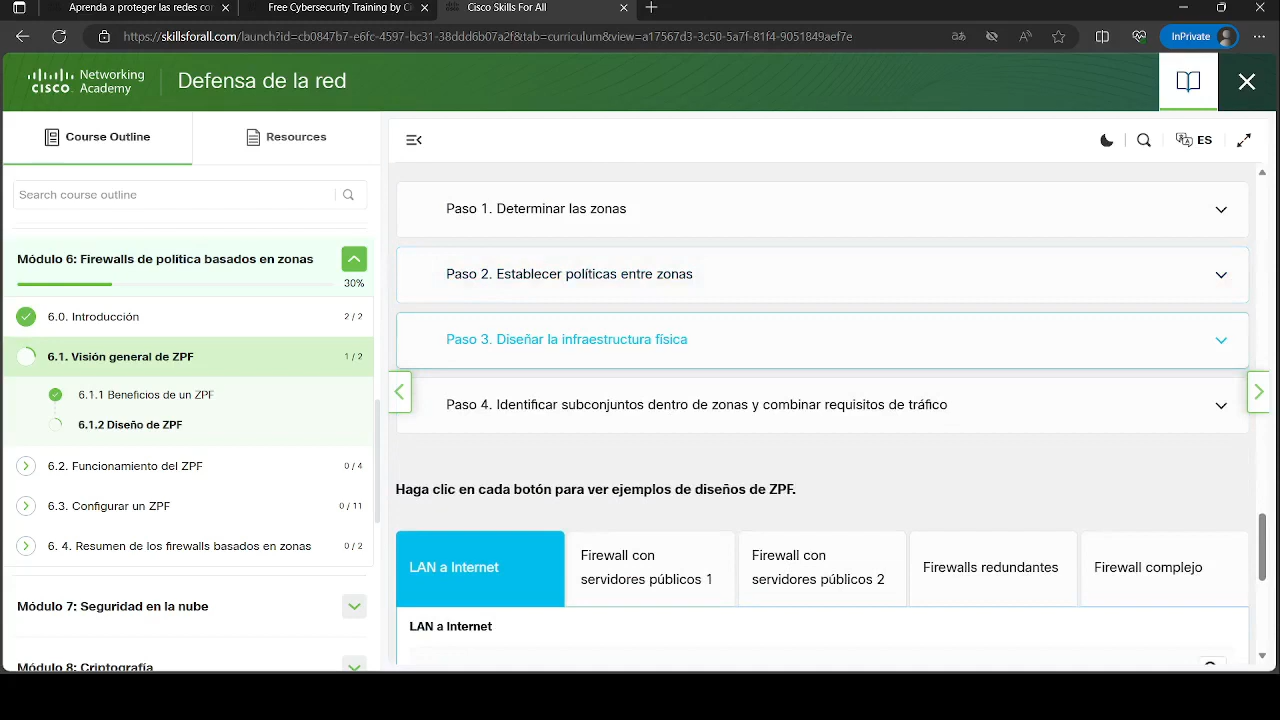 Aprenda a proteger las redes cor
Free Cybersecurity Training by Ci
Cisco Skills For All
https://skillsforall.com/launch?id=cb0847b7-e6fc-4597-bc31-38ddd6b07a2f&tab=curriculum&view=a17567d3-3c50-5a7f-81f4-9051849aef7e
InPrivate
CISCO Networking Academy
Defensa de la red
Course Outline
Resources
ES
Search course outline
Módulo 6: Firewalls de política basados en zonas
30%
6.0. Introducción
2 / 2
6.1. Visión general de ZPF
1 / 2
6.1.1 Beneficios de un ZPF
6.1.2 Diseño de ZPF
6.2. Funcionamiento del ZPF
0 / 4
6.3. Configurar un ZPF
0 / 11
6. 4. Resumen de los firewalls basados en zonas
0 / 2
Módulo 7: Seguridad en la nube
Módulo 8: Criptografía
Paso 1. Determinar las zonas
Paso 2. Establecer políticas entre zonas
Paso 3. Diseñar la infraestructura física
Paso 4. Identificar subconjuntos dentro de zonas y combinar requisitos de tráfico
Haga clic en cada botón para ver ejemplos de diseños de ZPF.
LAN a Internet
Firewall con
servidores públicos 1
Firewall con
servidores públicos 2
Firewalls redundantes
Firewall complejo
LAN a Internet